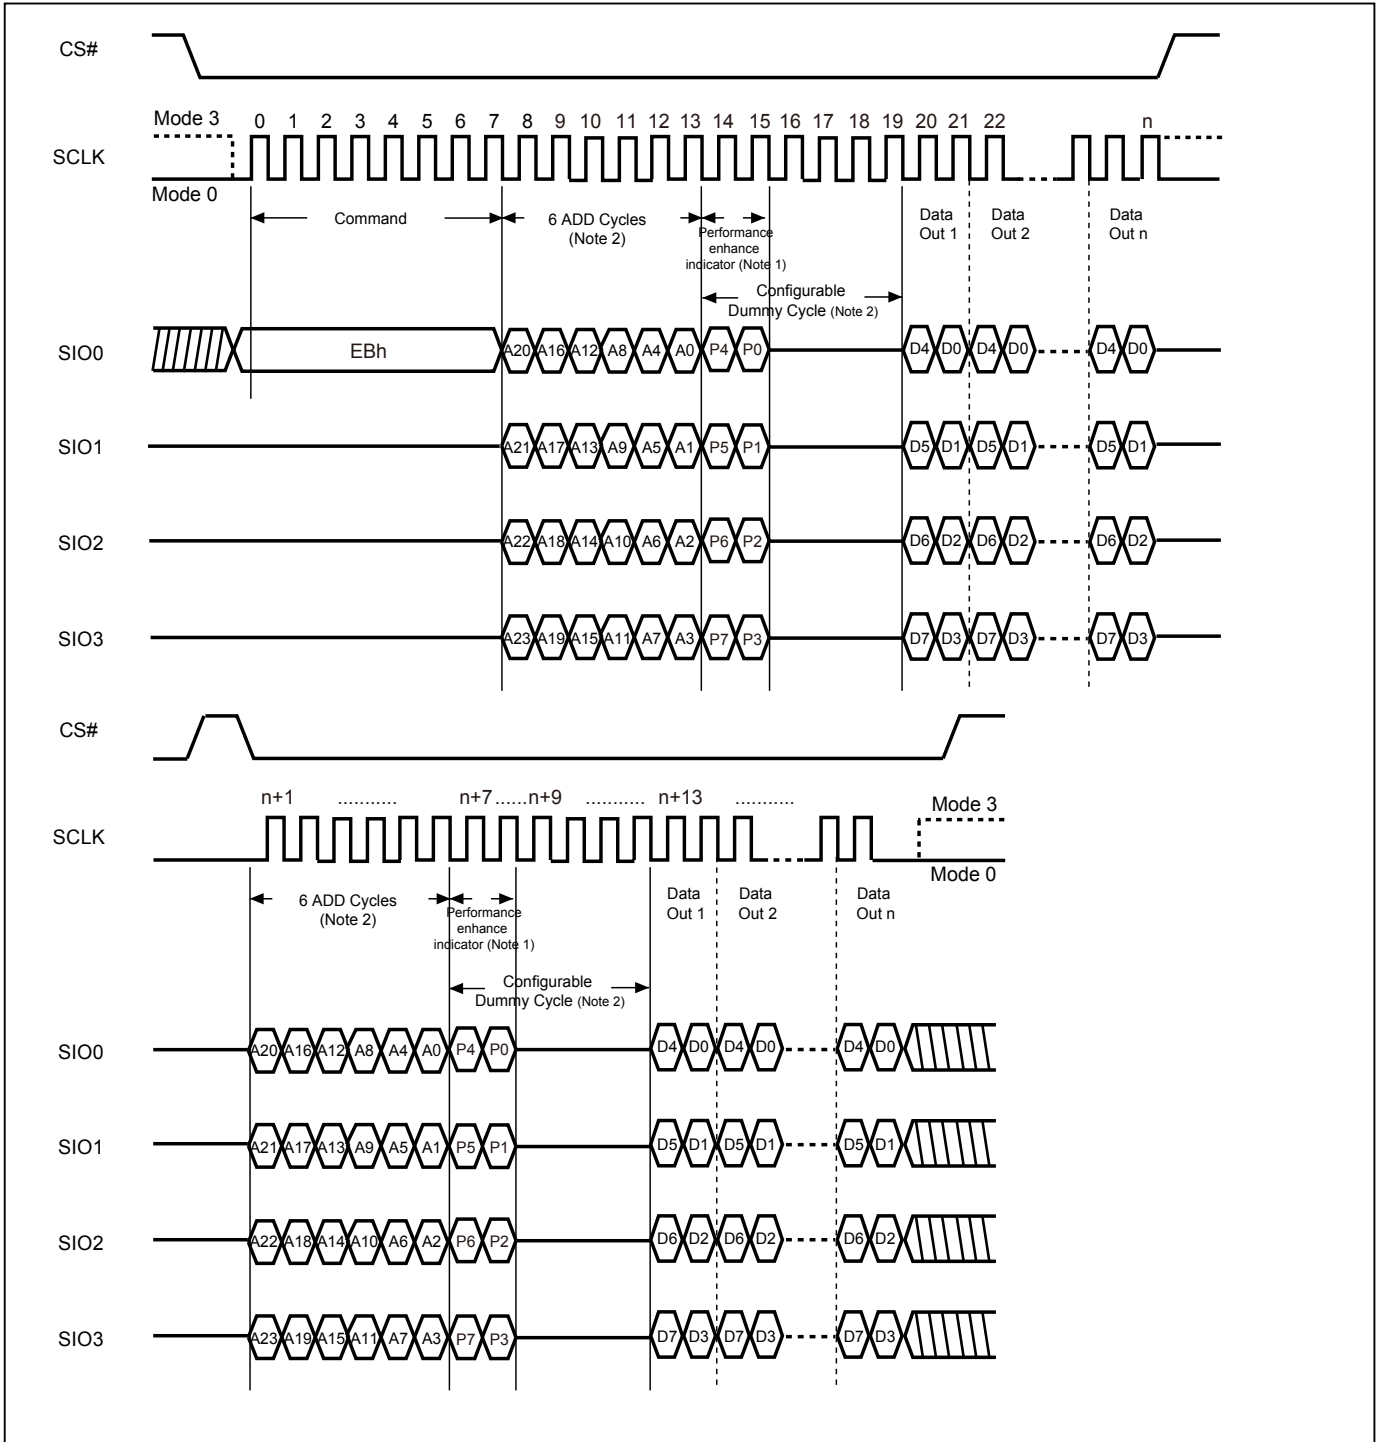 CS#
Mode 3
0 1 2 3 4 5 6 7 8 9 10 11 12 13 14 15 16 17 18 19 20 21 22 n
SCLK
Mode 0
Command
6 ADD Cycles
(Note 2)
Performance
enhance
indicator (Note 1)
Data
Out 1
Data
Out 2
Data
Out n
Configurable
Dummy Cycle (Note 2)
SIO0 EBh A20 A16 A12 A8 A4 A0 P4 P0 D4 D0 D4 D0 D4 D0
SIO1 A21 A17 A13 A9 A5 A1 P5 P1 D5 D1 D5 D1 D5 D1
SIO2 A22 A18 A14 A10 A6 A2 P6 P2 D6 D2 D6 D2 D6 D2
SIO3 A23 A19 A15 A11 A7 A3 P7 P3 D7 D3 D7 D3 D7 D3
CS#
n+1 ........... n+7 ......n+9 ........... n+13 ...........
Mode 3
SCLK
Mode 0
6 ADD Cycles
(Note 2)
Performance
enhance
indicator (Note 1)
Data
Out 1
Data
Out 2
Data
Out n
Configurable
Dummy Cycle (Note 2)
SIO0 A20 A16 A12 A8 A4 A0 P4 P0 D4 D0 D4 D0 D4 D0
SIO1 A21 A17 A13 A9 A5 A1 P5 P1 D5 D1 D5 D1 D5 D1
SIO2 A22 A18 A14 A10 A6 A2 P6 P2 D6 D2 D6 D2 D6 D2
SIO3 A23 A19 A15 A11 A7 A3 P7 P3 D7 D3 D7 D3 D7 D3